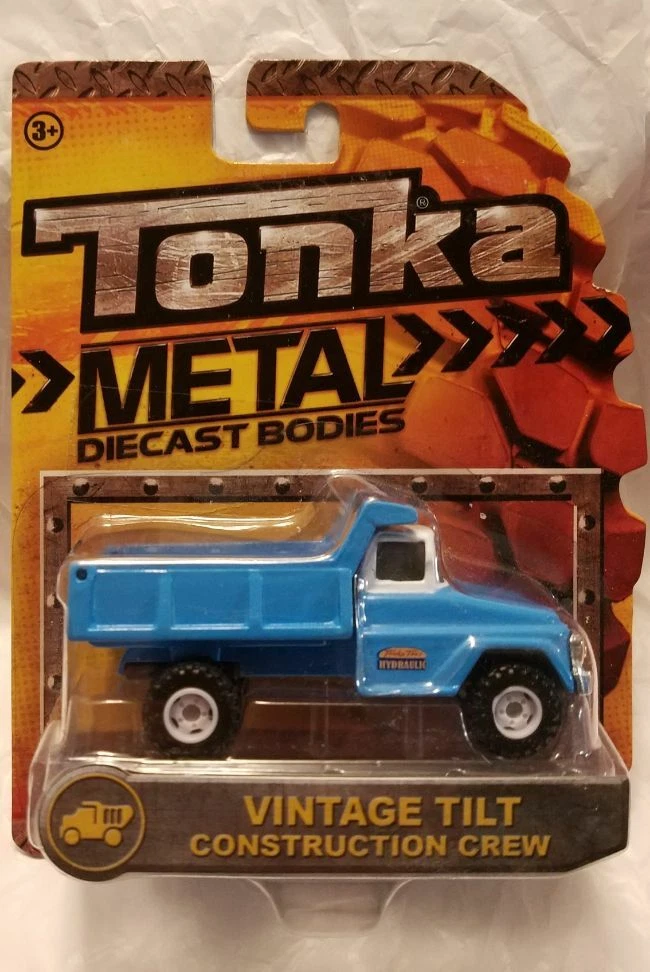 3+
Tonka®
METAL
DIECAST BODIES
HYDRAULIC
VINTAGE TILT
CONSTRUCTION CREW